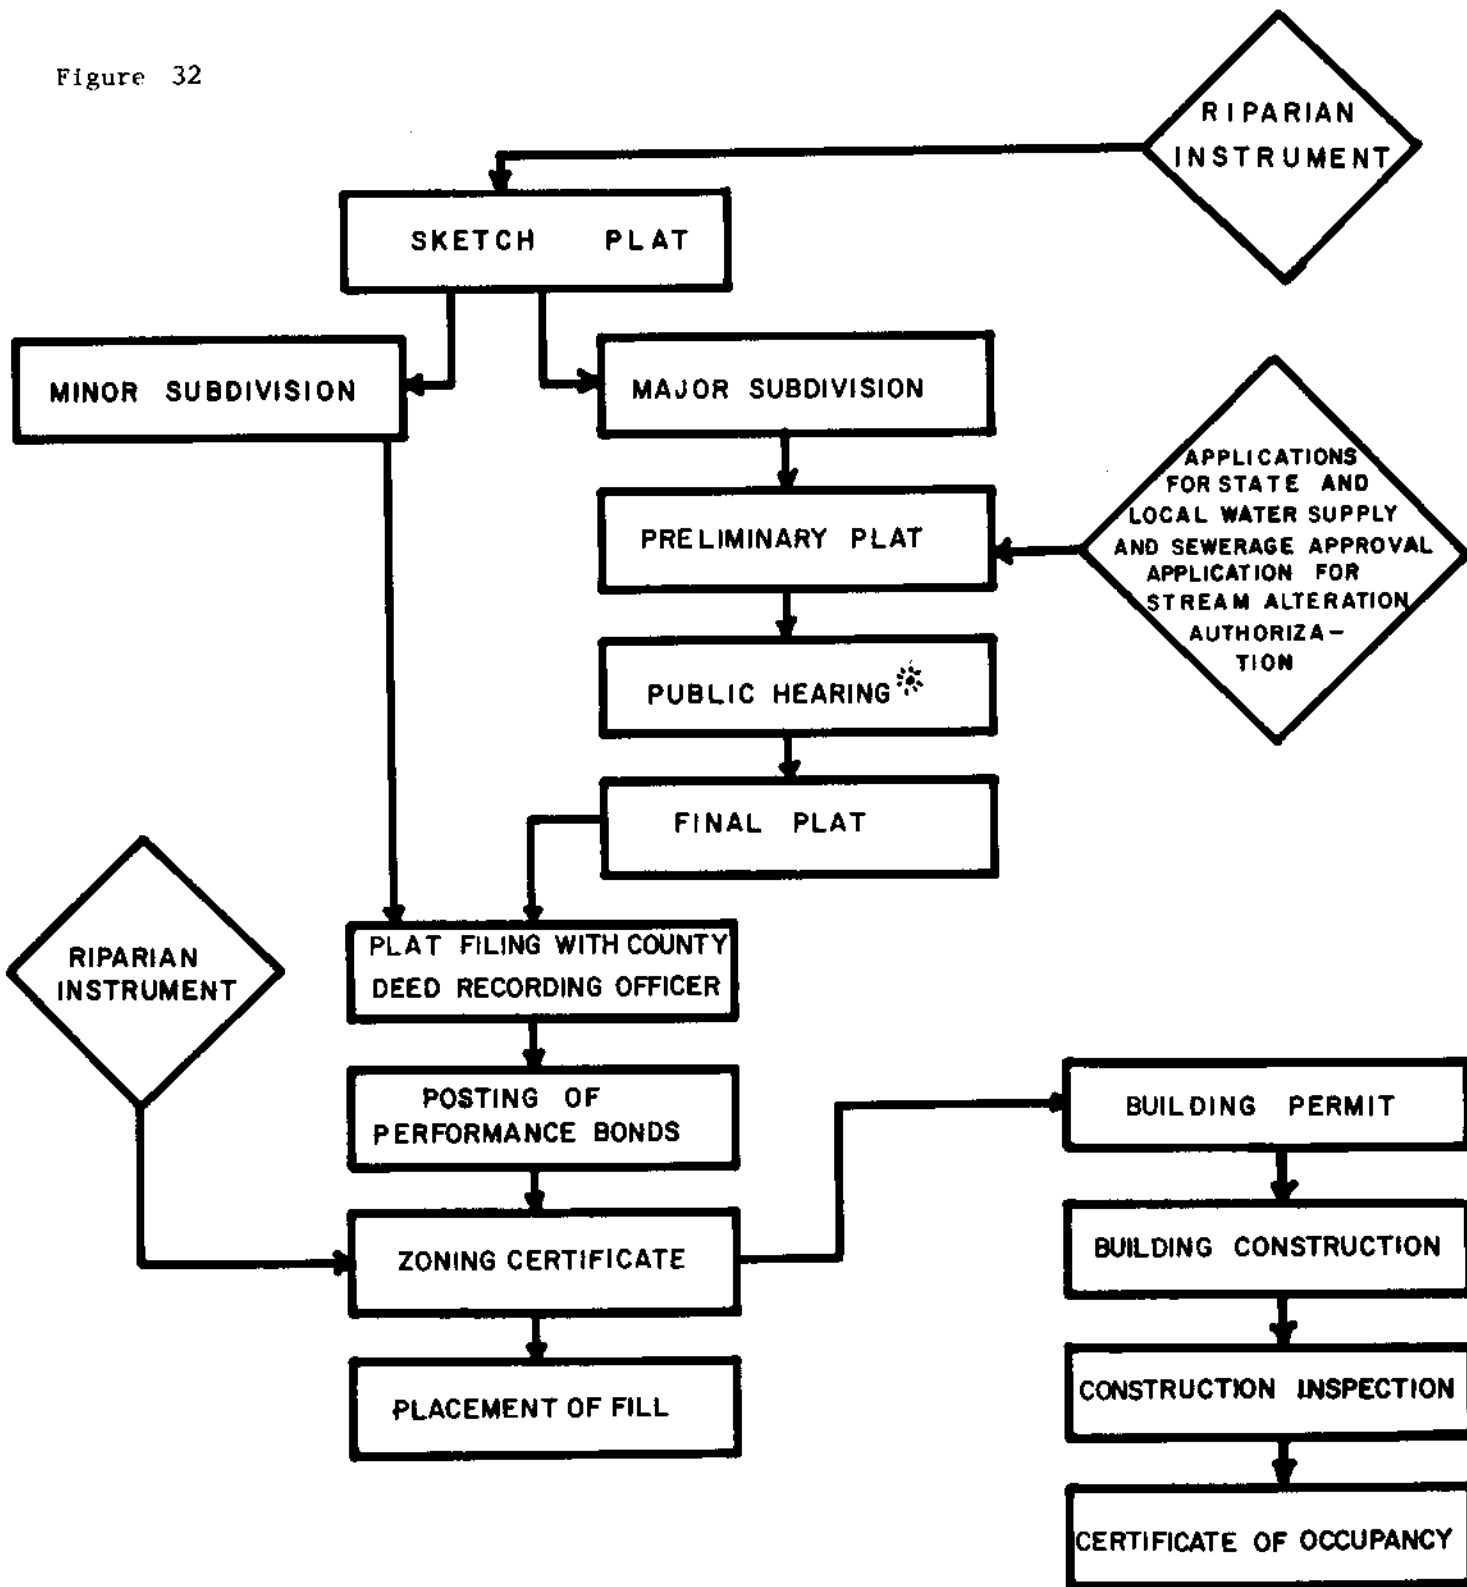 Figure 32
RIPARIAN
INSTRUMENT
SKETCH PLAT
MINOR SUBDIVISION
MAJOR SUBDIVISION
APPLICATIONS
FOR STATE AND
LOCAL WATER SUPPLY
AND SEWERAGE APPROVAL
APPLICATION FOR
STREAM ALTERATION
AUTHORIZA-
TION
PRELIMINARY PLAT
PUBLIC HEARING*
FINAL PLAT
RIPARIAN
INSTRUMENT
PLAT FILING WITH COUNTY
DEED RECORDING OFFICER
POSTING OF
PERFORMANCE BONDS
ZONING CERTIFICATE
PLACEMENT OF FILL
BUILDING PERMIT
BUILDING CONSTRUCTION
CONSTRUCTION INSPECTION
CERTIFICATE OF OCCUPANCY